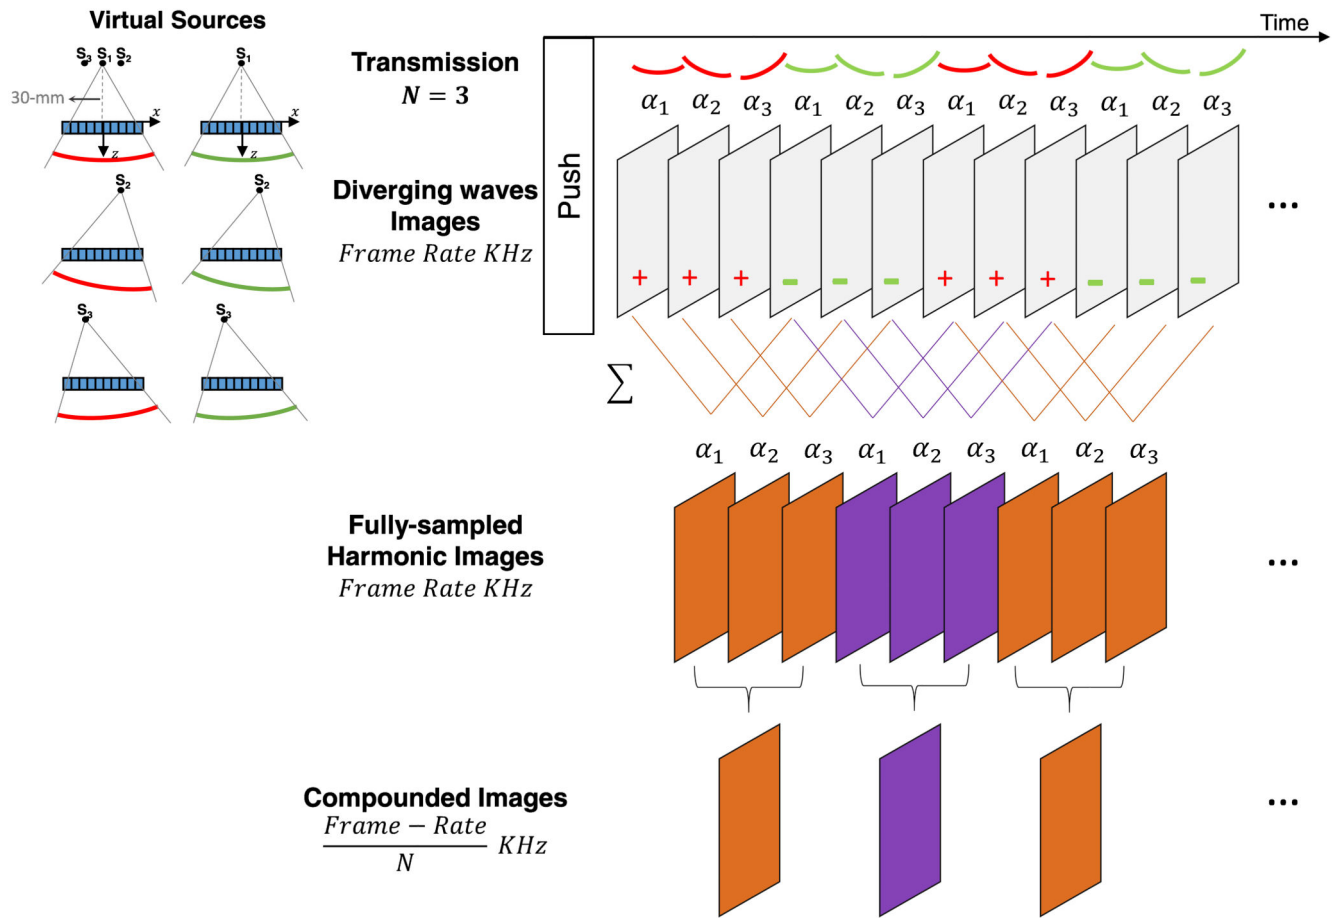 Virtual Sources
Time
S₃ S₁ S₂
S₁
30-mm
x
x
z
z
S₂
S₂
S₃
S₃
Transmission
N = 3
Push
α₁ α₂ α₃ α₁ α₂ α₃ α₁ α₂ α₃ α₁ α₂ α₃
Diverging waves
Images
Frame Rate KHz
+ + + - - - + + + - - -
...
∑
α₁ α₂ α₃ α₁ α₂ α₃ α₁ α₂ α₃
Fully-sampled
Harmonic Images
Frame Rate KHz
...
Compounded Images
Frame − Rate
N
KHz
...